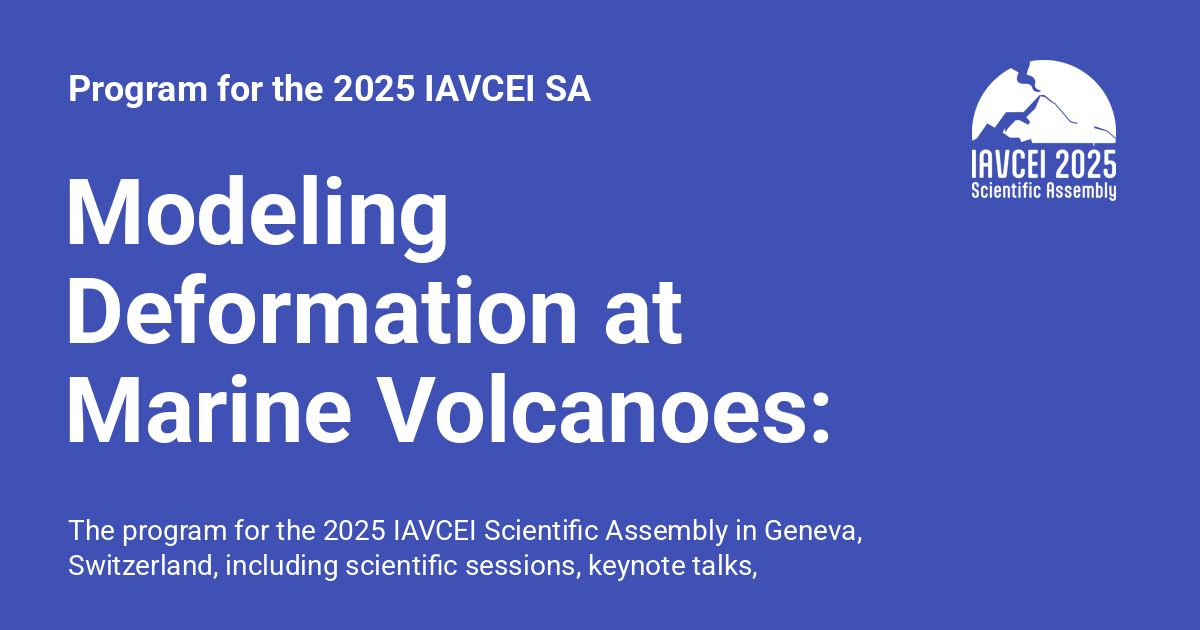 Program for the 2025 IAVCEI SA
IAVCEI 2025
Scientific Assembly
Modeling
Deformation at
Marine Volcanoes:
The program for the 2025 IAVCEI Scientific Assembly in Geneva,
Switzerland, including scientific sessions, keynote talks,